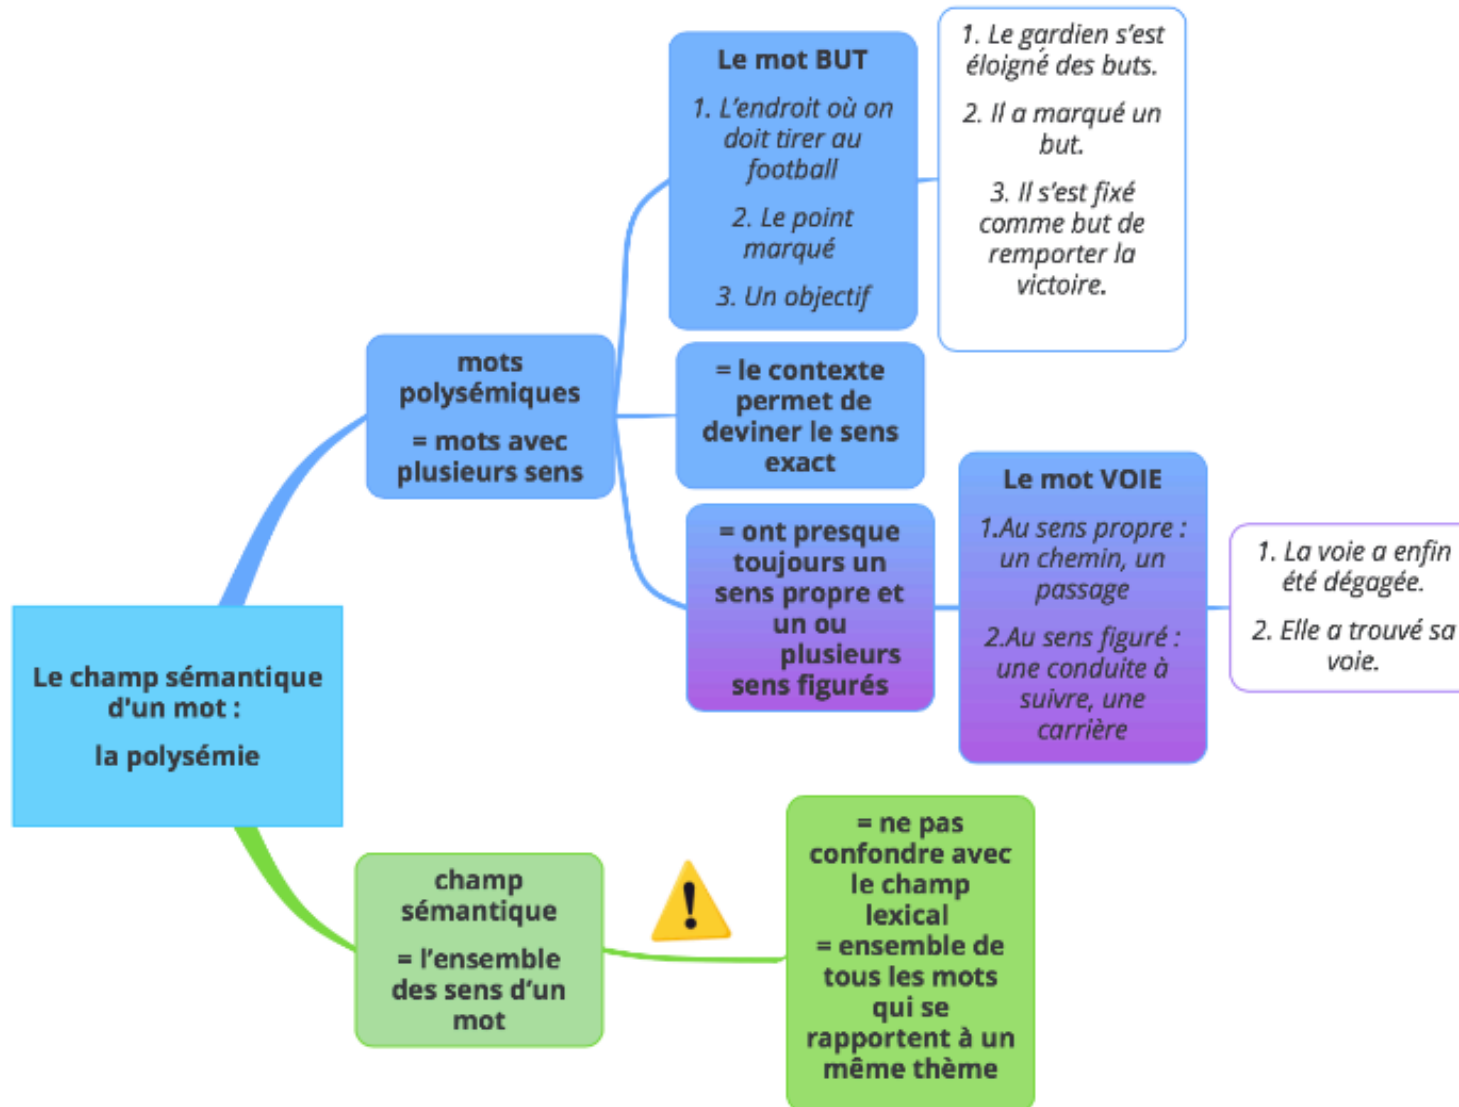 Le champ sémantique
d'un mot :
la polysémie
mots
polysémiques
= mots avec
plusieurs sens
Le mot BUT
1. L'endroit où on
doit tirer au
football
2. Le point
marqué
3. Un objectif
1. Le gardien s'est
éloigné des buts.
2. Il a marqué un
but.
3. Il s'est fixé
comme but de
remporter la
victoire.
= le contexte
permet de
deviner le sens
exact
= ont presque
toujours un
sens propre et
un ou
plusieurs
sens figurés
Le mot VOIE
1.Au sens propre :
un chemin, un
passage
2.Au sens figuré :
une conduite à
suivre, une
carrière
1. La voie a enfin
été dégagée.
2. Elle a trouvé sa
voie.
champ
sémantique
= l'ensemble
des sens d'un
mot
!
= ne pas
confondre avec
le champ
lexical
= ensemble de
tous les mots
qui se
rapportent à un
même thème